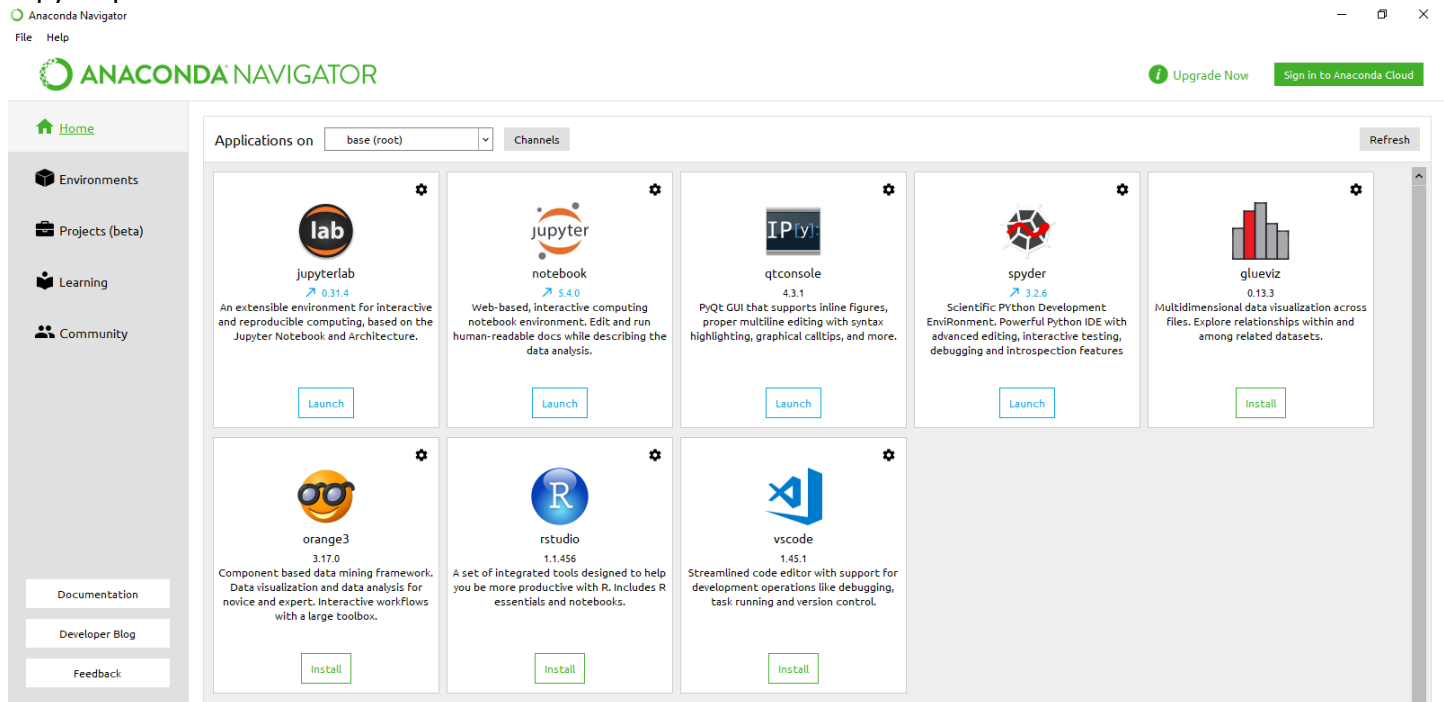 Anaconda Navigator
File Help
ANACONDA NAVIGATOR
Upgrade Now
Sign in to Anaconda Cloud
Home
Environments
Projects (beta)
Learning
Community
Documentation
Developer Blog
Feedback
Applications on
base (root)
Channels
Refresh
lab
jupyterlab
0.31.4
An extensible environment for interactive
and reproducible computing, based on the
Jupyter Notebook and Architecture.
Launch
jupyter
notebook
5.4.0
Web-based, interactive computing
notebook environment. Edit and run
human-readable docs while describing the
data analysis.
Launch
IP[y]:
qtconsole
4.3.1
PyQt GUI that supports inline figures,
proper multiline editing with syntax
highlighting, graphical calltips, and more.
Launch
spyder
3.2.6
Scientific PYthon Development
EnviRonment. Powerful Python IDE with
advanced editing, interactive testing,
debugging and introspection features
Launch
glueviz
0.13.3
Multidimensional data visualization across
files. Explore relationships within and
among related datasets.
Install
orange3
3.17.0
Component based data mining framework.
Data visualization and data analysis for
novice and expert. Interactive workflows
with a large toolbox.
Install
R
rstudio
1.1.456
A set of integrated tools designed to help
you be more productive with R. Includes R
essentials and notebooks.
Install
vscode
1.45.1
Streamlined code editor with support for
development operations like debugging,
task running and version control.
Install